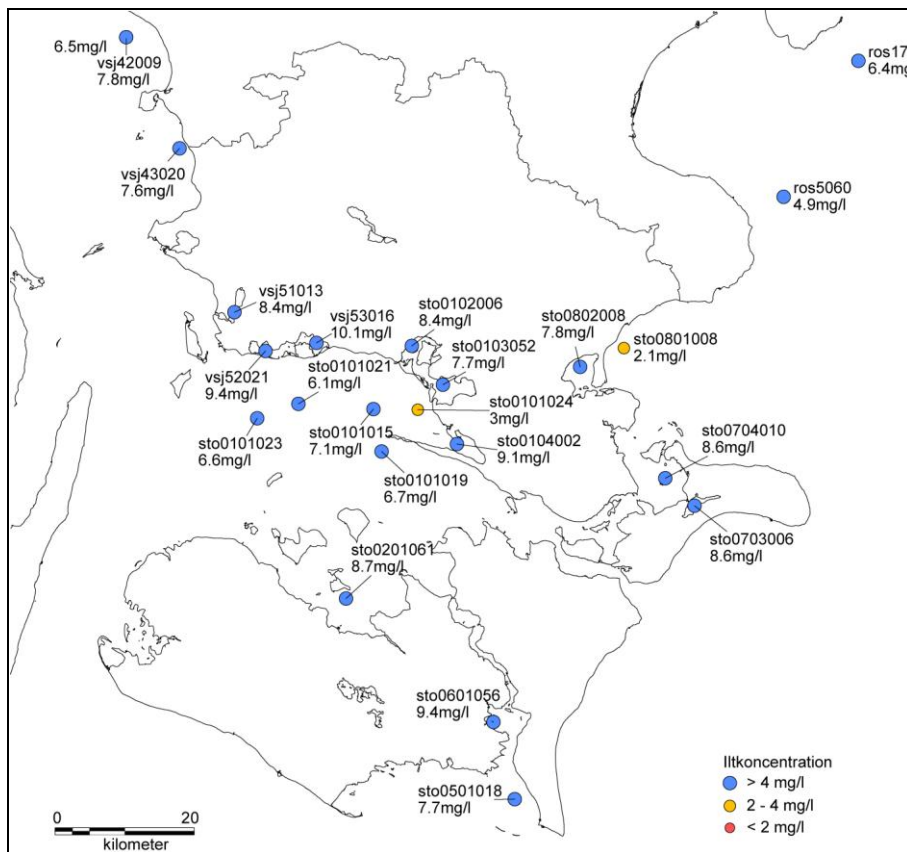 6.5mg/l
vsj42009
7.8mg/l
ros17
6.4mg
vsj43020
7.6mg/l
ros5060
4.9mg/l
vsj51013
8.4mg/l
vsj53016
10.1mg/l
sto0102006
8.4mg/l
sto0802008
7.8mg/l
sto0801008
2.1mg/l
sto0103052
7.7mg/l
vsj52021
9.4mg/l
sto0101021
6.1mg/l
sto0101024
3mg/l
sto0101023
6.6mg/l
sto0101015
7.1mg/l
sto0104002
9.1mg/l
sto0704010
8.6mg/l
sto0101019
6.7mg/l
sto0703006
8.6mg/l
sto0201061
8.7mg/l
sto0601056
9.4mg/l
sto0501018
7.7mg/l
Iltkoncentration
> 4 mg/l
2 - 4 mg/l
< 2 mg/l
0 20
kilometer